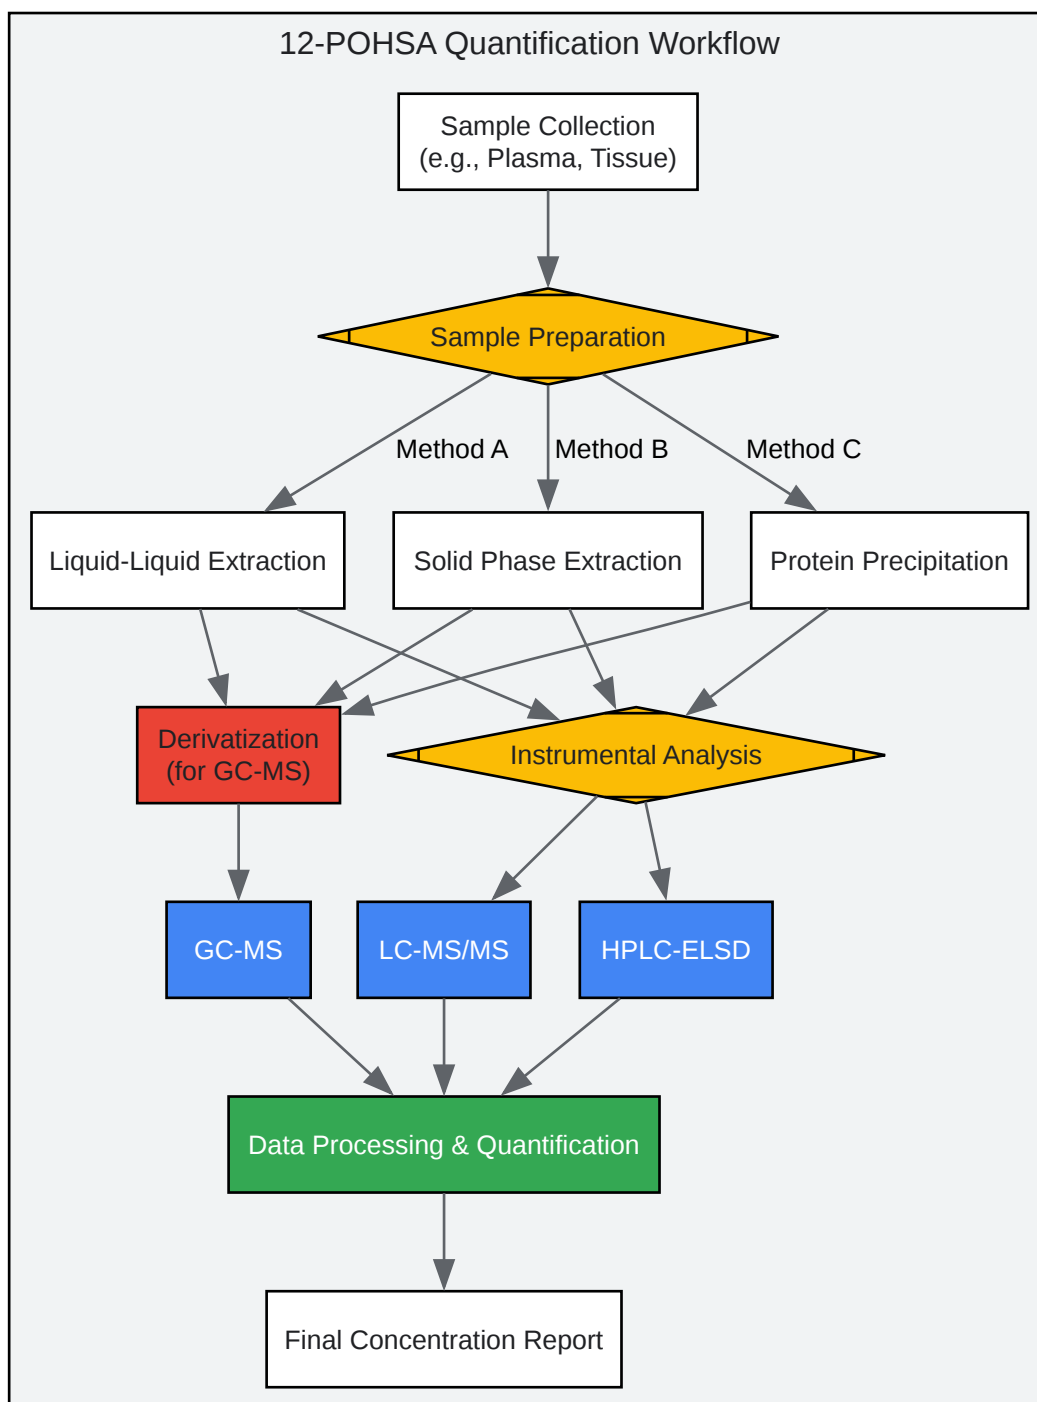 12-POHSA Quantification Workflow
Sample Collection
(e.g., Plasma, Tissue)
Sample Preparation
Method A
Method B
Method C
Liquid-Liquid Extraction
Solid Phase Extraction
Protein Precipitation
Derivatization
(for GC-MS)
Instrumental Analysis
GC-MS
LC-MS/MS
HPLC-ELSD
Data Processing & Quantification
Final Concentration Report